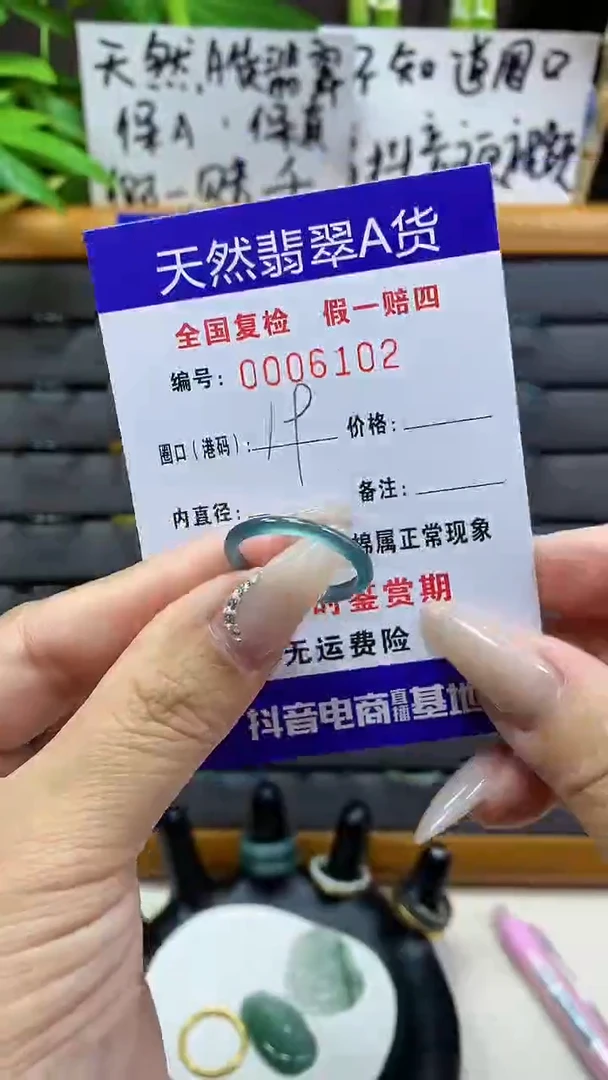 天然A货翡翠
不知道圈口
保A.保真
假一赔
天然翡翠A货
全国复检 假一赔四
编号:0006102
圈口(港码):
价格:
内直径:
备注:
棉属正常现象
鉴赏期
无运费险
抖音电商直播基地